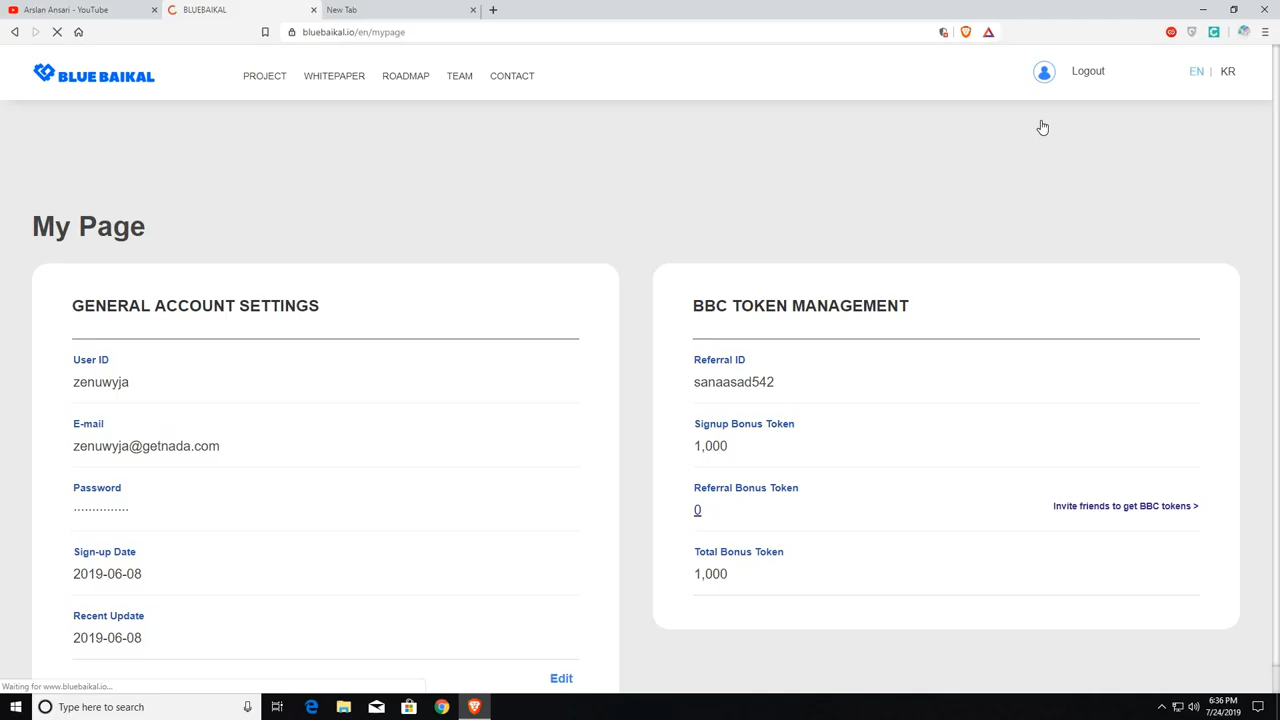 Arslan Ansari - YouTube
BLUEBAIKAL
New Tab
bluebaikal.io/en/mypage
BLUE BAIKAL
PROJECT
WHITEPAPER
ROADMAP
TEAM
CONTACT
Logout
EN | KR
My Page
GENERAL ACCOUNT SETTINGS
User ID
zenuwyja
E-mail
zenuwyja@getnada.com
Password
···············
Sign-up Date
2019-06-08
Recent Update
2019-06-08
Edit
BBC TOKEN MANAGEMENT
Referral ID
sanaasad542
Signup Bonus Token
1,000
Referral Bonus Token
0
Invite friends to get BBC tokens >
Total Bonus Token
1,000
Waiting for www.bluebaikal.io...
Type here to search
6:36 PM
7/24/2019